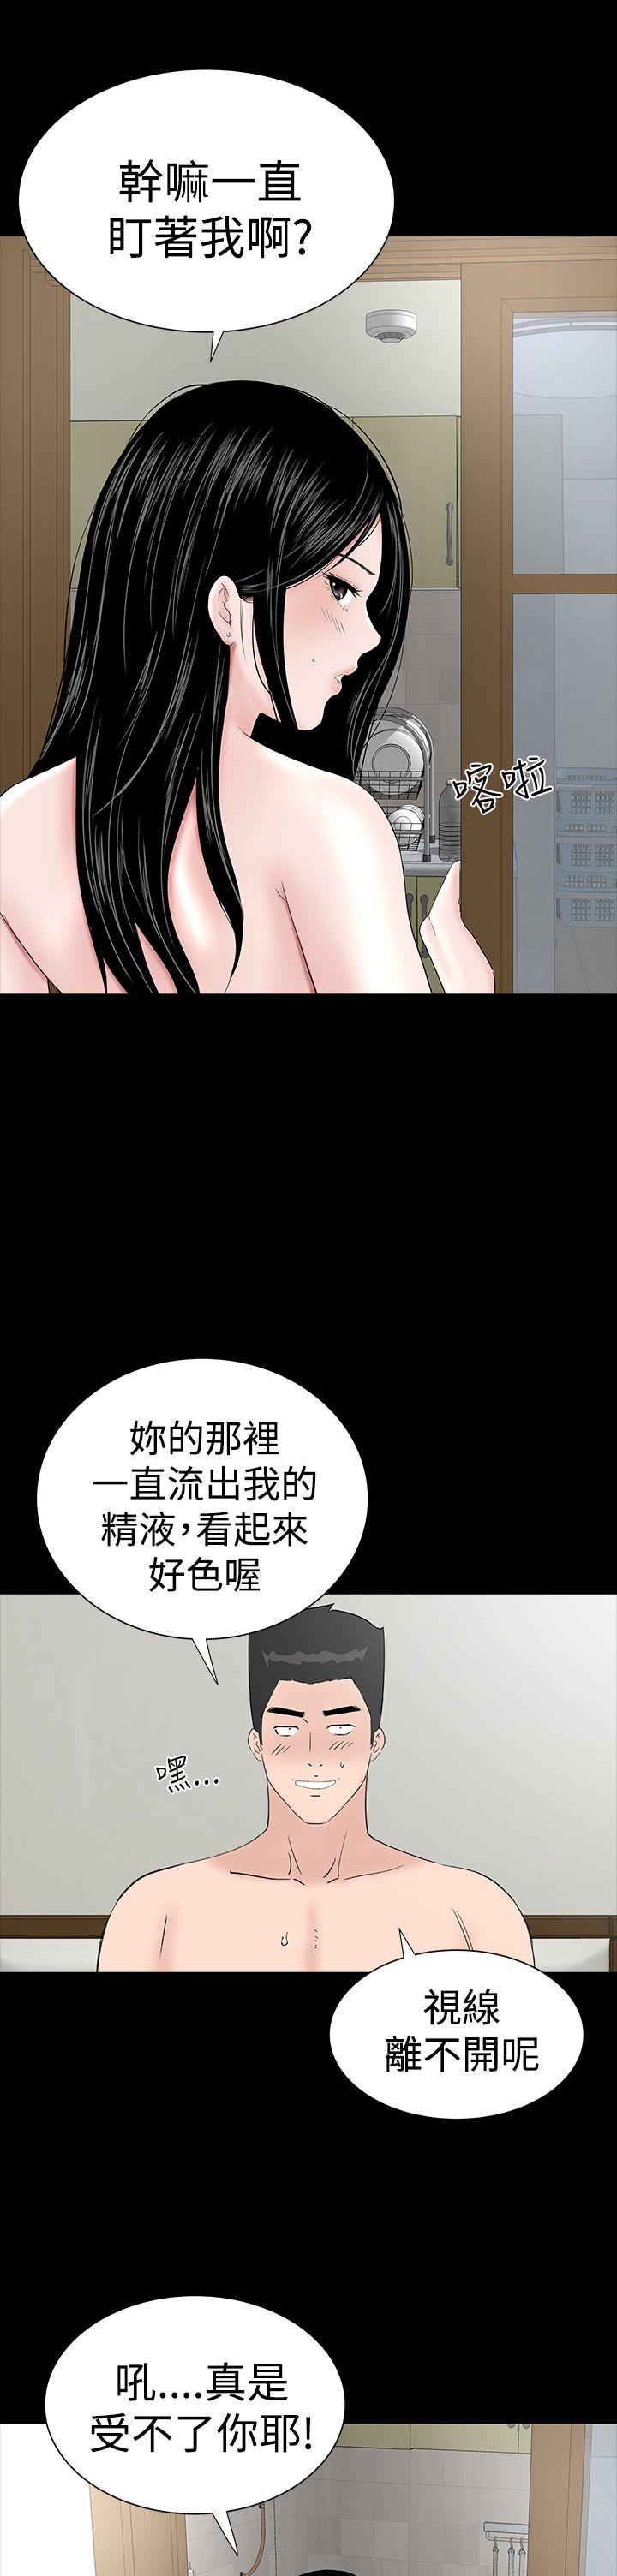 幹嘛一直
盯著我啊?
喀啦
妳的那裡
一直流出我的
精液,看起來
好色喔
嘿...
視線
離不開呢
吼....真是
受不了你耶!